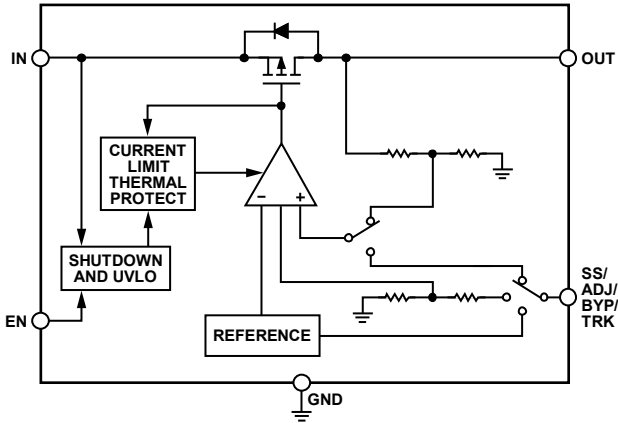 IN
OUT
CURRENT
LIMIT
THERMAL
PROTECT
−
+
SHUTDOWN
AND UVLO
SS/
ADJ/
BYP/
TRK
EN
REFERENCE
GND